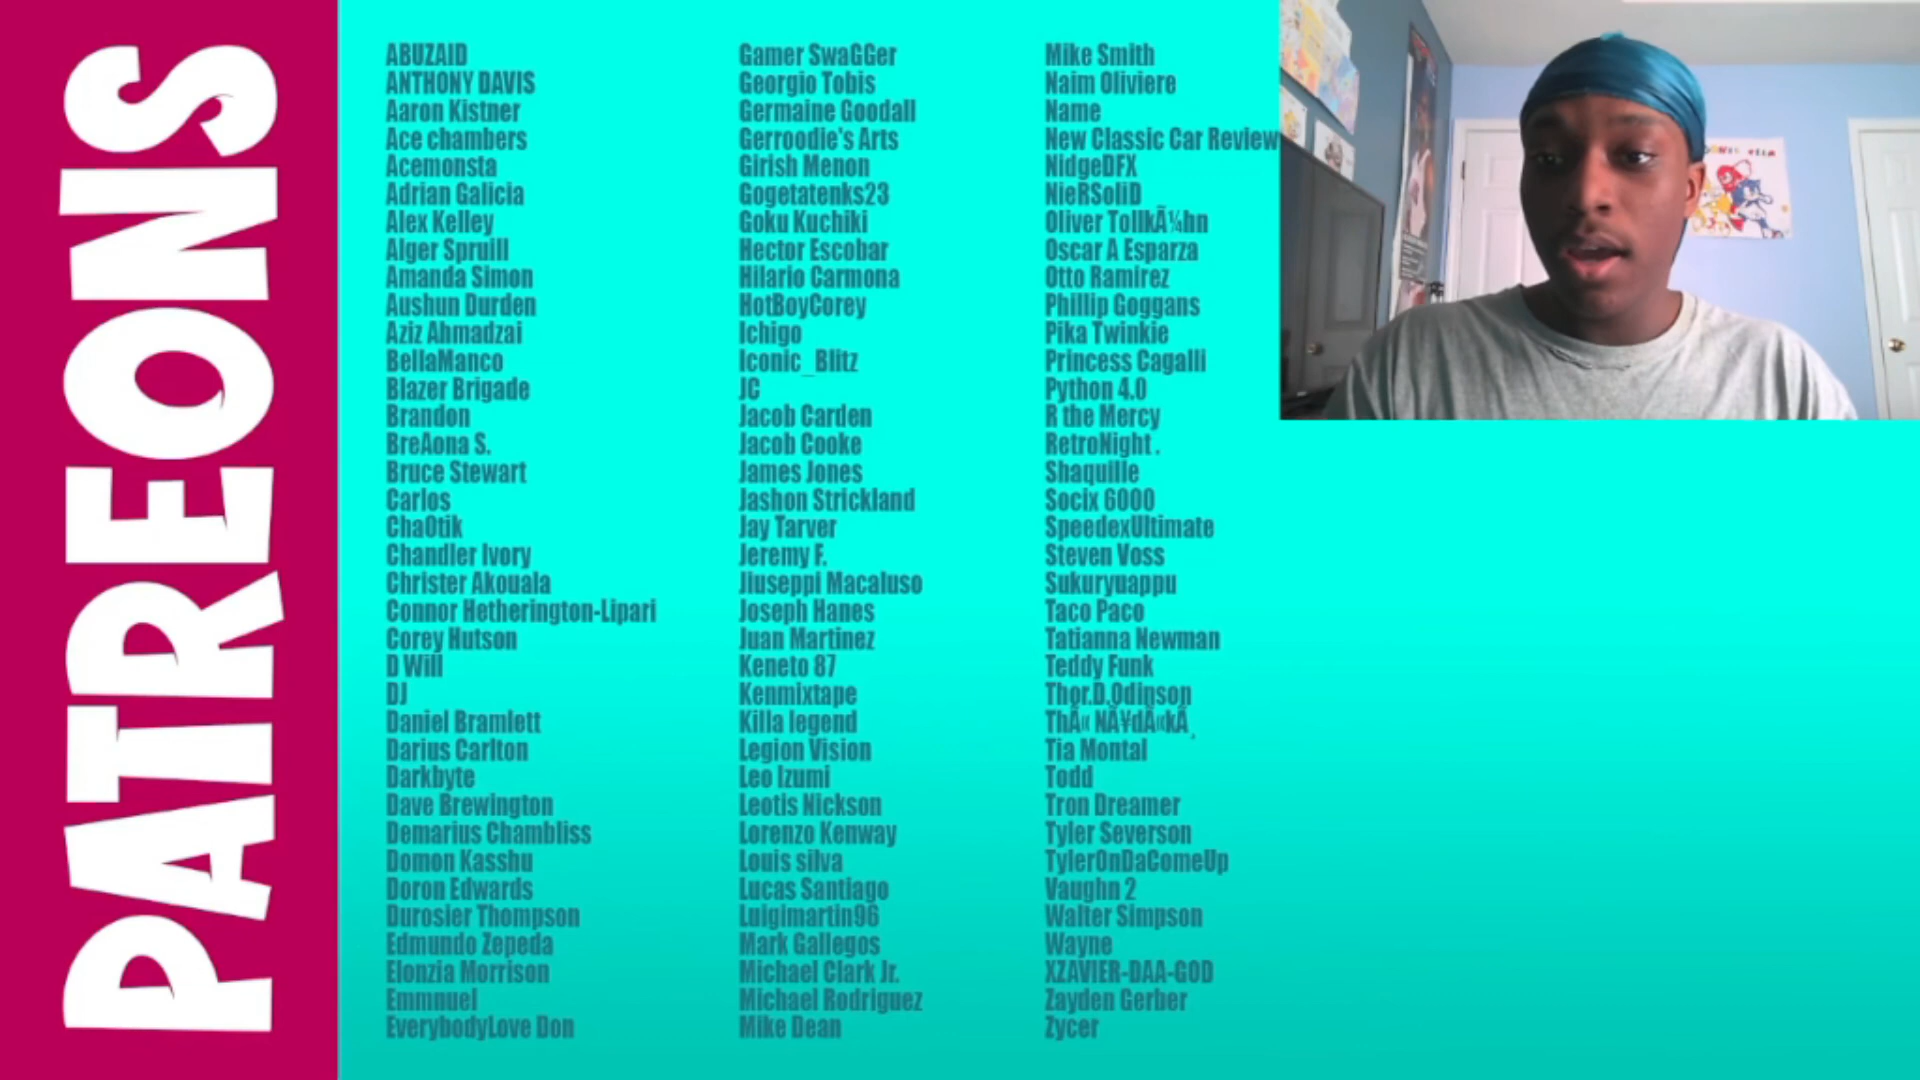 PATREONS
ABUZAID
ANTHONY DAVIS
Aaron Kistner
Ace chambers
Acemonsta
Adrian Galicia
Alex Kelley
Alger Spruill
Amanda Simon
Aushun Durden
Aziz Ahmadzai
BellaManco
Blazer Brigade
Brandon
BreAona S.
Bruce Stewart
Carlos
ChaOtik
Chandler Ivory
Christer Akouala
Connor Hetherington-Lipari
Corey Hutson
D Will
DJ
Daniel Bramlett
Darius Carlton
Darkbyte
Dave Brewington
Demarius Chambliss
Domon Kasshu
Doron Edwards
Durosier Thompson
Edmundo Zepeda
Elonzia Morrison
Emmnuel
EverybodyLove Don
Gamer SwaGGer
Georgio Tobis
Germaine Goodall
Gerroodie's Arts
Girish Menon
Gogetatenks23
Goku Kuchiki
Hector Escobar
Hilario Carmona
HotBoyCorey
Ichigo
Iconic_Blitz
JC
Jacob Carden
Jacob Cooke
James Jones
Jashon Strickland
Jay Tarver
Jeremy F.
Jiuseppi Macaluso
Joseph Hanes
Juan Martinez
Keneto 87
Kenmixtape
Killa legend
Legion Vision
Leo Izumi
Leotis Nickson
Lorenzo Kenway
Louis silva
Lucas Santiago
Luigimartin96
Mark Gallegos
Michael Clark Jr.
Michael Rodriguez
Mike Dean
Mike Smith
Naim Oliviere
Name
New Classic Car Review
NidgeDFX
NieRSoliD
Oliver TollkÃ¼hn
Oscar A Esparza
Otto Ramirez
Phillip Goggans
Pika Twinkie
Princess Cagalli
Python 4.0
R the Mercy
RetroNight .
Shaquille
Socix 6000
SpeedexUltimate
Steven Voss
Sukuryuappu
Taco Paco
Tatianna Newman
Teddy Funk
Thor.D.Odinson
ThÃ« NÃ¥dÃ«kÃ¸
Tia Montal
Todd
Tron Dreamer
Tyler Severson
TylerOnDaComeUp
Vaughn 2
Walter Simpson
Wayne
XZAVIER-DAA-GOD
Zayden Gerber
Zycer